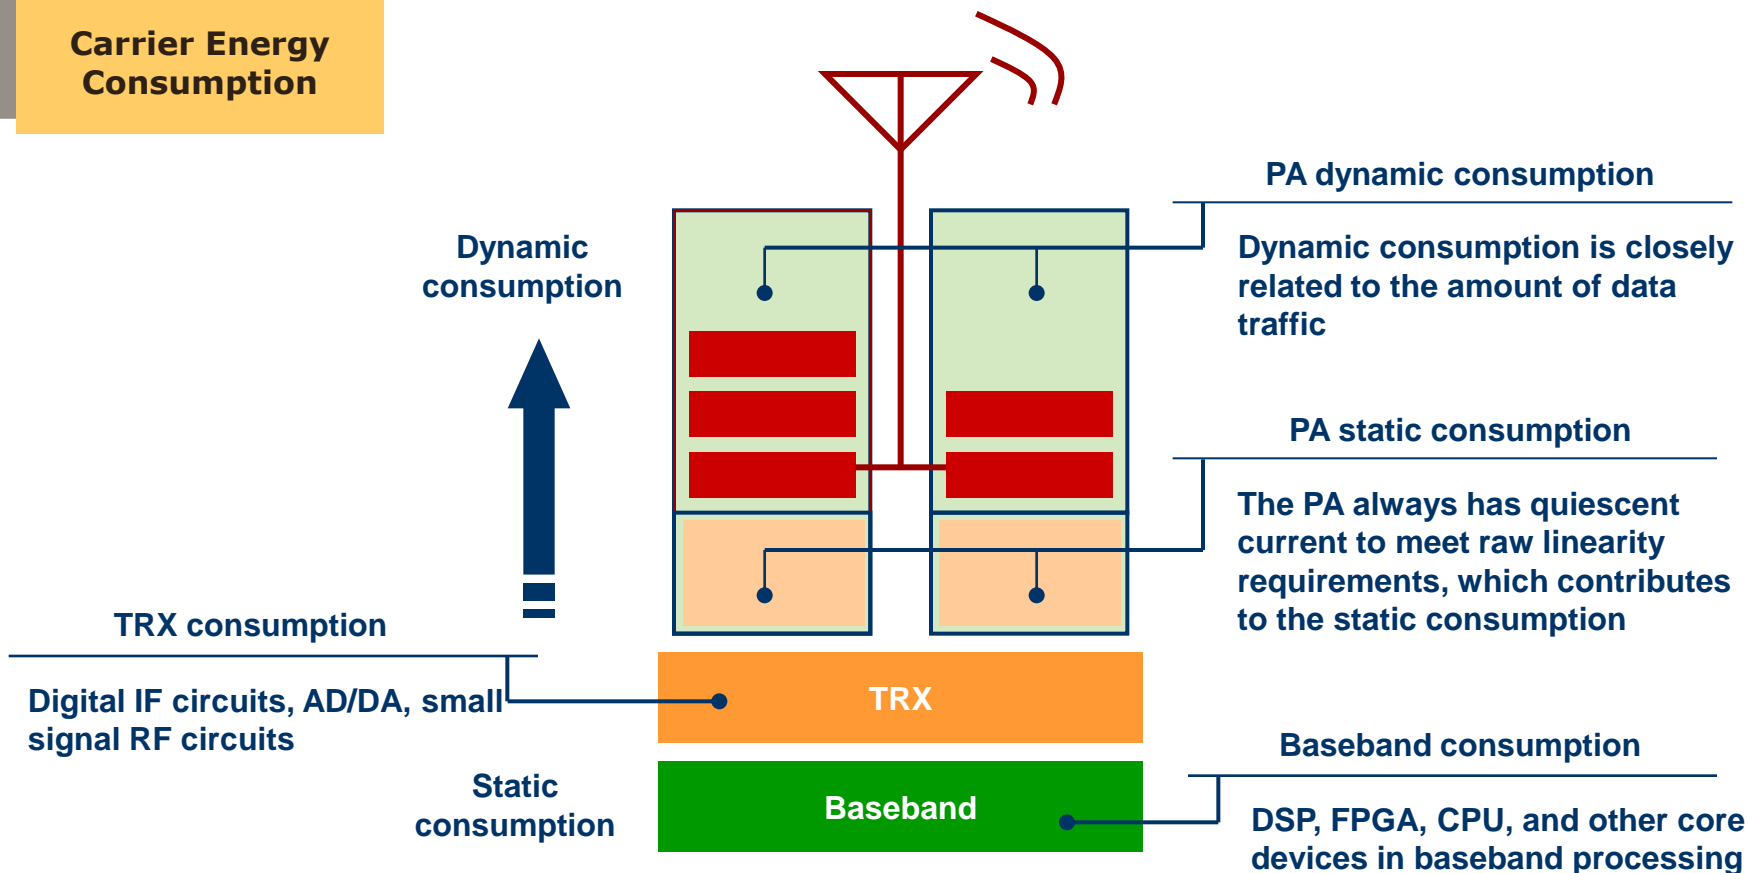 Carrier Energy
Consumption
PA dynamic consumption
Dynamic consumption is closely
related to the amount of data
traffic
Dynamic
consumption
PA static consumption
The PA always has quiescent
current to meet raw linearity
requirements, which contributes
to the static consumption
TRX consumption
Digital IF circuits, AD/DA, small
signal RF circuits
TRX
Baseband consumption
Static
consumption
Baseband
DSP, FPGA, CPU, and other core
devices in baseband processing